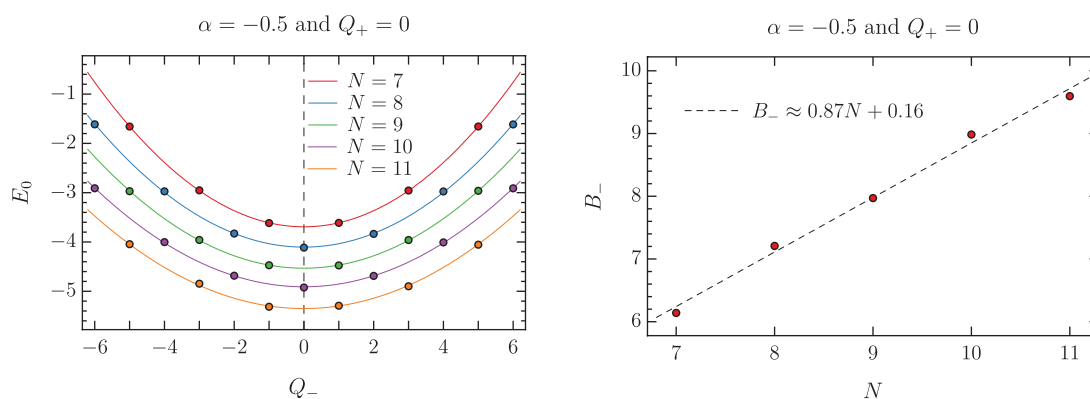 α = −0.5 and Q₊ = 0
E₀
−1
−2
−3
−4
−5
N = 7
N = 8
N = 9
N = 10
N = 11
−6 −4 −2 0 2 4 6
Q₋
α = −0.5 and Q₊ = 0
B₋
10
9
8
7
6
B₋ ≈ 0.87N + 0.16
7 8 9 10 11
N